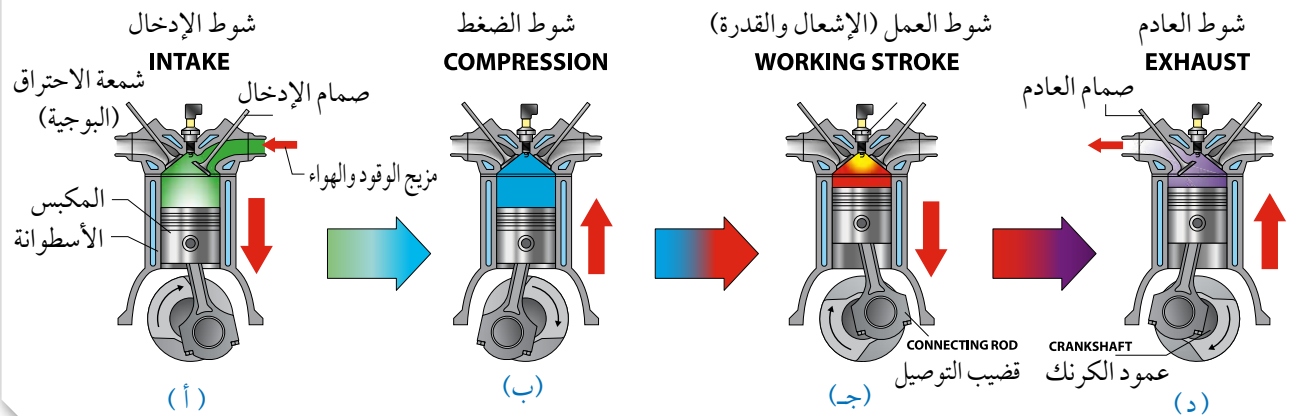 شوط الإدخال
INTAKE
شوط الضغط
COMPRESSION
شوط العمل (الإشعال والقدرة)
WORKING STROKE
شوط العادم
EXHAUST
شمعة الاحتراق
(البوجية)
صمام الإدخال
مزيج الوقود والهواء
المكبس
الأسطوانة
صمام العادم
CONNECTING ROD
قضيب التوصيل
CRANKSHAFT
عمود الكرنك
(أ)
(ب)
(جـ)
(د)